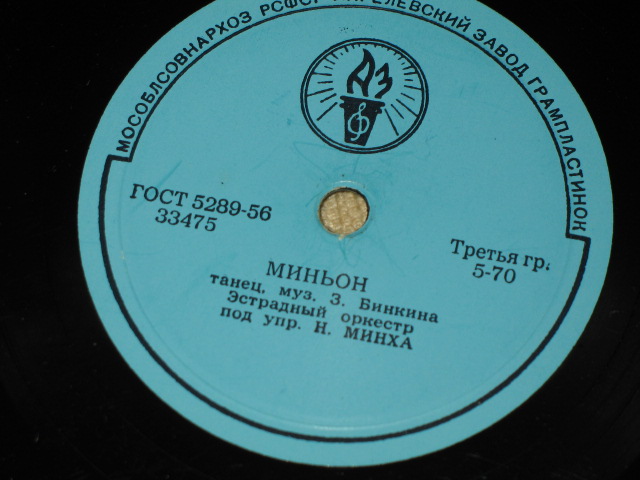 МОСОБЛСОВНАРХОЗ РСФСР АПРЕЛЕВСКИЙ ЗАВОД ГРАМПЛАСТИНОК
АЗ
ГОСТ 5289-56
33475
Третья гр.
5-70
МИНЬОН
танец, муз. З. Бинкина
Эстрадный оркестр
под упр. Н. МИНХА